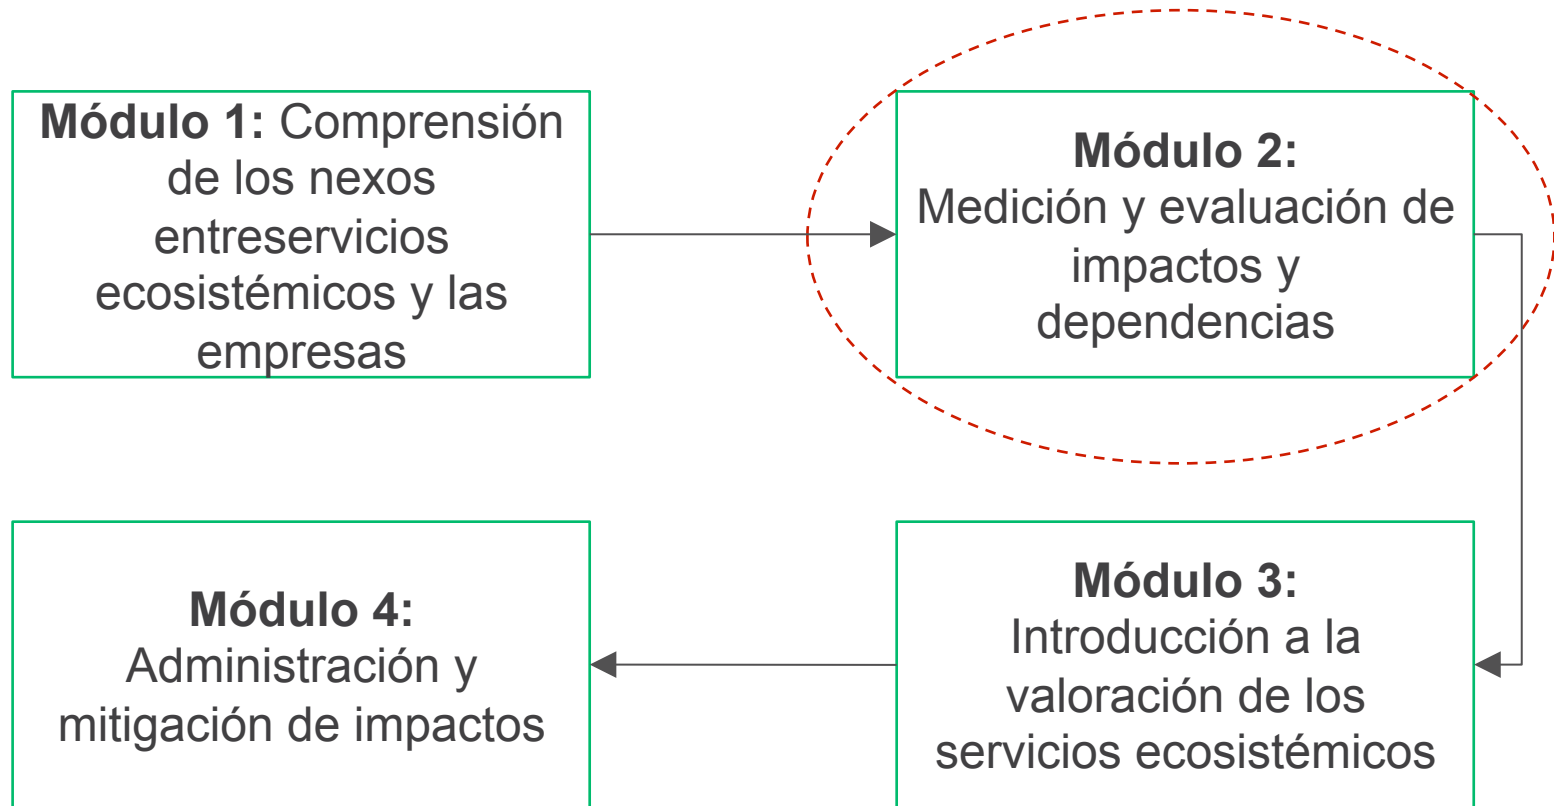 Módulo 1: Comprensión
de los nexos
entreservicios
ecosistémicos y las
empresas
Módulo 2:
Medición y evaluación de
impactos y
dependencias
Módulo 4:
Administración y
mitigación de impactos
Módulo 3:
Introducción a la
valoración de los
servicios ecosistémicos